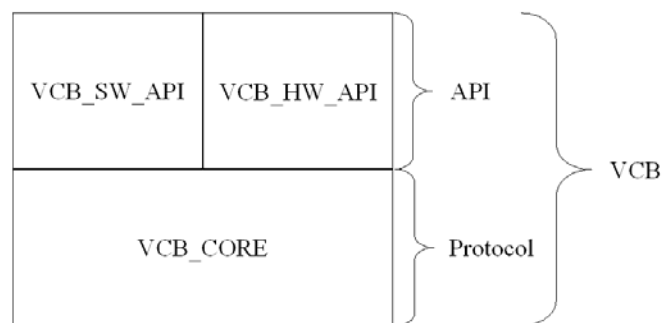 VCB_SW_API
VCB_HW_API
API
VCB
VCB_CORE
Protocol